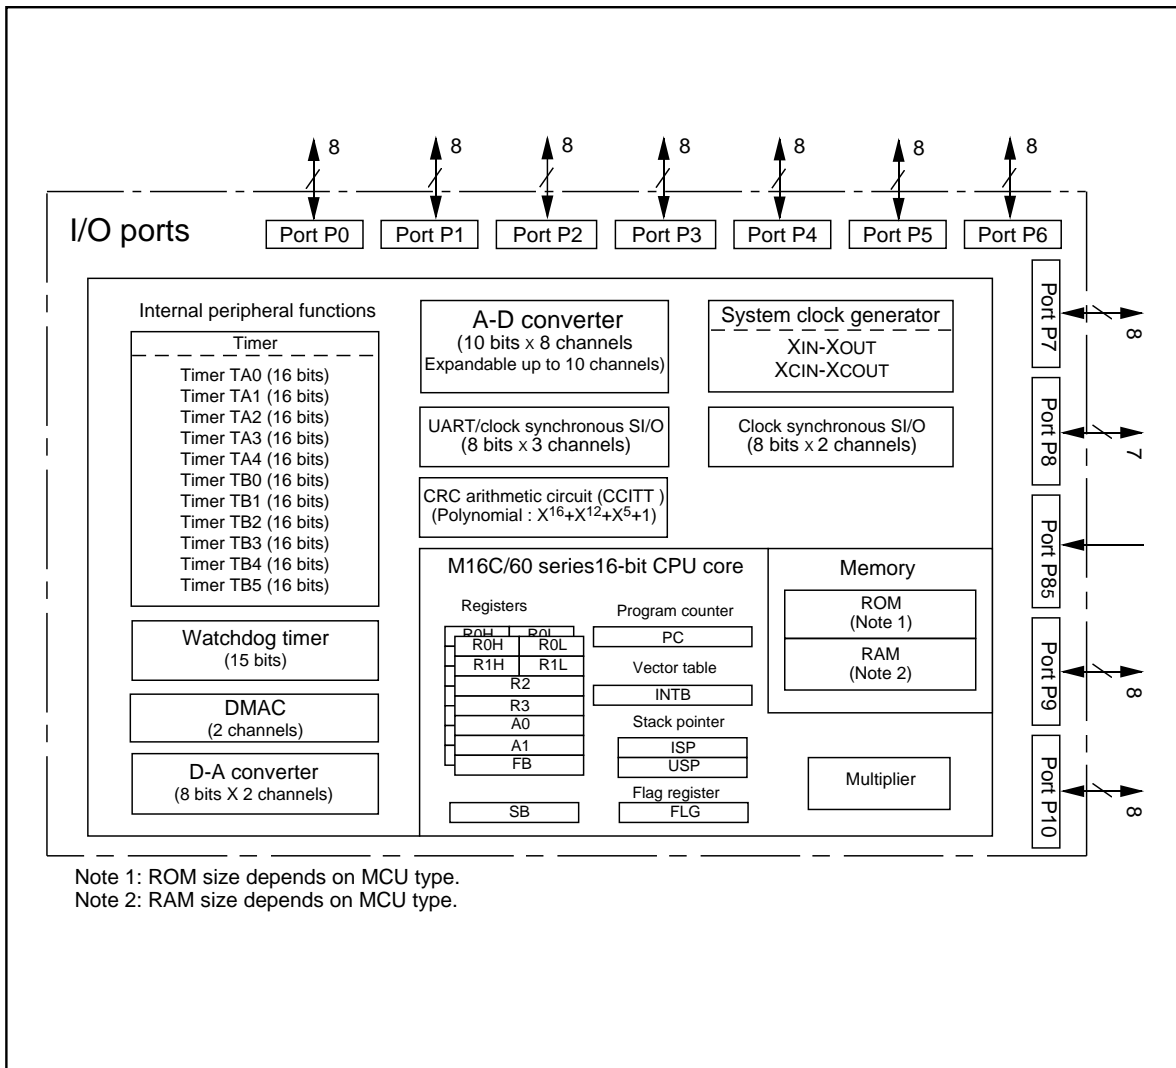 8
8
8
8
8
8
8
I/O ports
Port P0
Port P1
Port P2
Port P3
Port P4
Port P5
Port P6
Port P7
8
Port P8
7
Port P85
Port P9
8
Port P10
8
Internal peripheral functions
Timer
Timer TA0 (16 bits)
Timer TA1 (16 bits)
Timer TA2 (16 bits)
Timer TA3 (16 bits)
Timer TA4 (16 bits)
Timer TB0 (16 bits)
Timer TB1 (16 bits)
Timer TB2 (16 bits)
Timer TB3 (16 bits)
Timer TB4 (16 bits)
Timer TB5 (16 bits)
Watchdog timer
(15 bits)
DMAC
(2 channels)
D-A converter
(8 bits X 2 channels)
A-D converter
(10 bits x 8 channels
Expandable up to 10 channels)
UART/clock synchronous SI/O
(8 bits x 3 channels)
CRC arithmetic circuit (CCITT )
(Polynomial : X¹⁶+X¹²+X⁵+1)
System clock generator
XIN-XOUT
XCIN-XCOUT
Clock synchronous SI/O
(8 bits x 2 channels)
M16C/60 series16-bit CPU core
Registers
R0H R0L
R0H R0L
R1H R1L
R2
R3
A0
A1
FB
SB
Program counter
PC
Vector table
INTB
Stack pointer
ISP
USP
Flag register
FLG
Memory
ROM
(Note 1)
RAM
(Note 2)
Multiplier
Note 1: ROM size depends on MCU type.
Note 2: RAM size depends on MCU type.